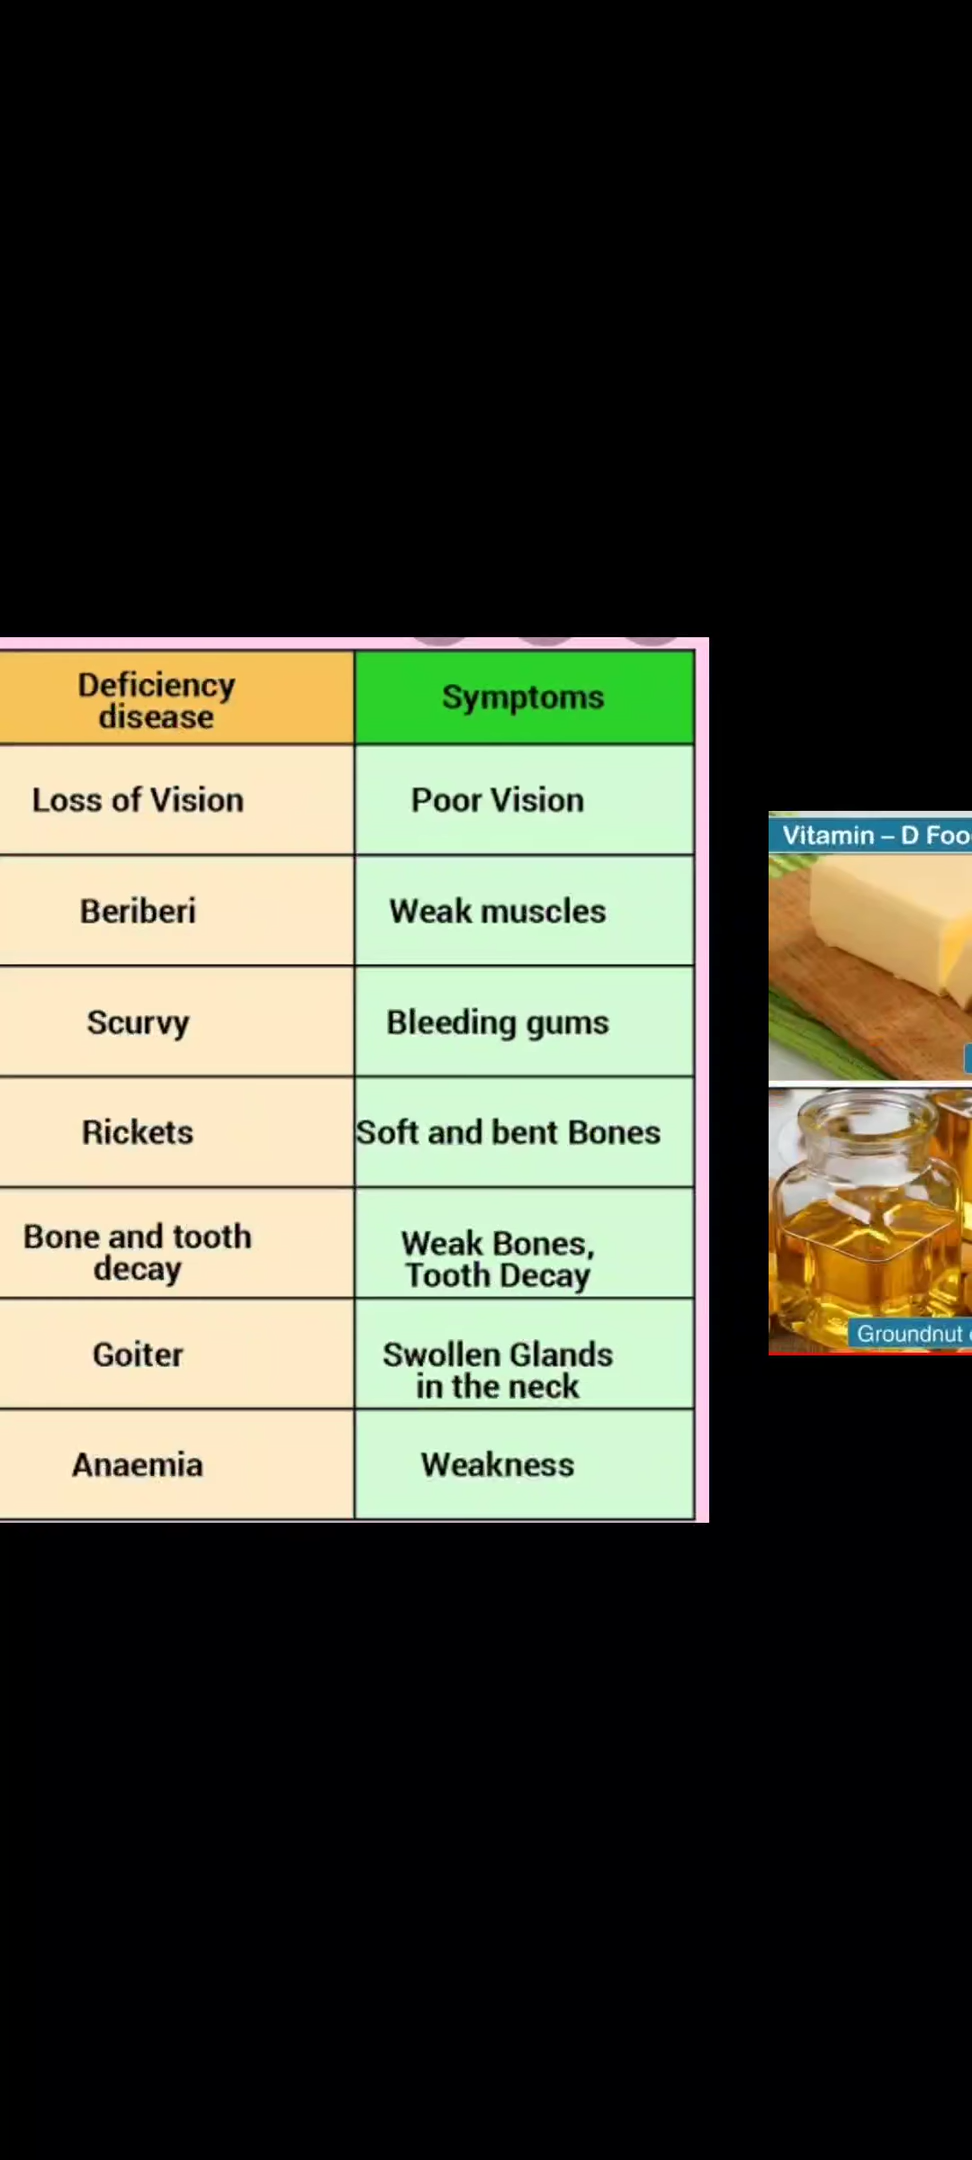 Deficiency
disease
Symptoms
Loss of Vision
Poor Vision
Beriberi
Weak muscles
Scurvy
Bleeding gums
Rickets
Soft and bent Bones
Bone and tooth
decay
Weak Bones,
Tooth Decay
Goiter
Swollen Glands
in the neck
Anaemia
Weakness
Vitamin – D
Groundnut